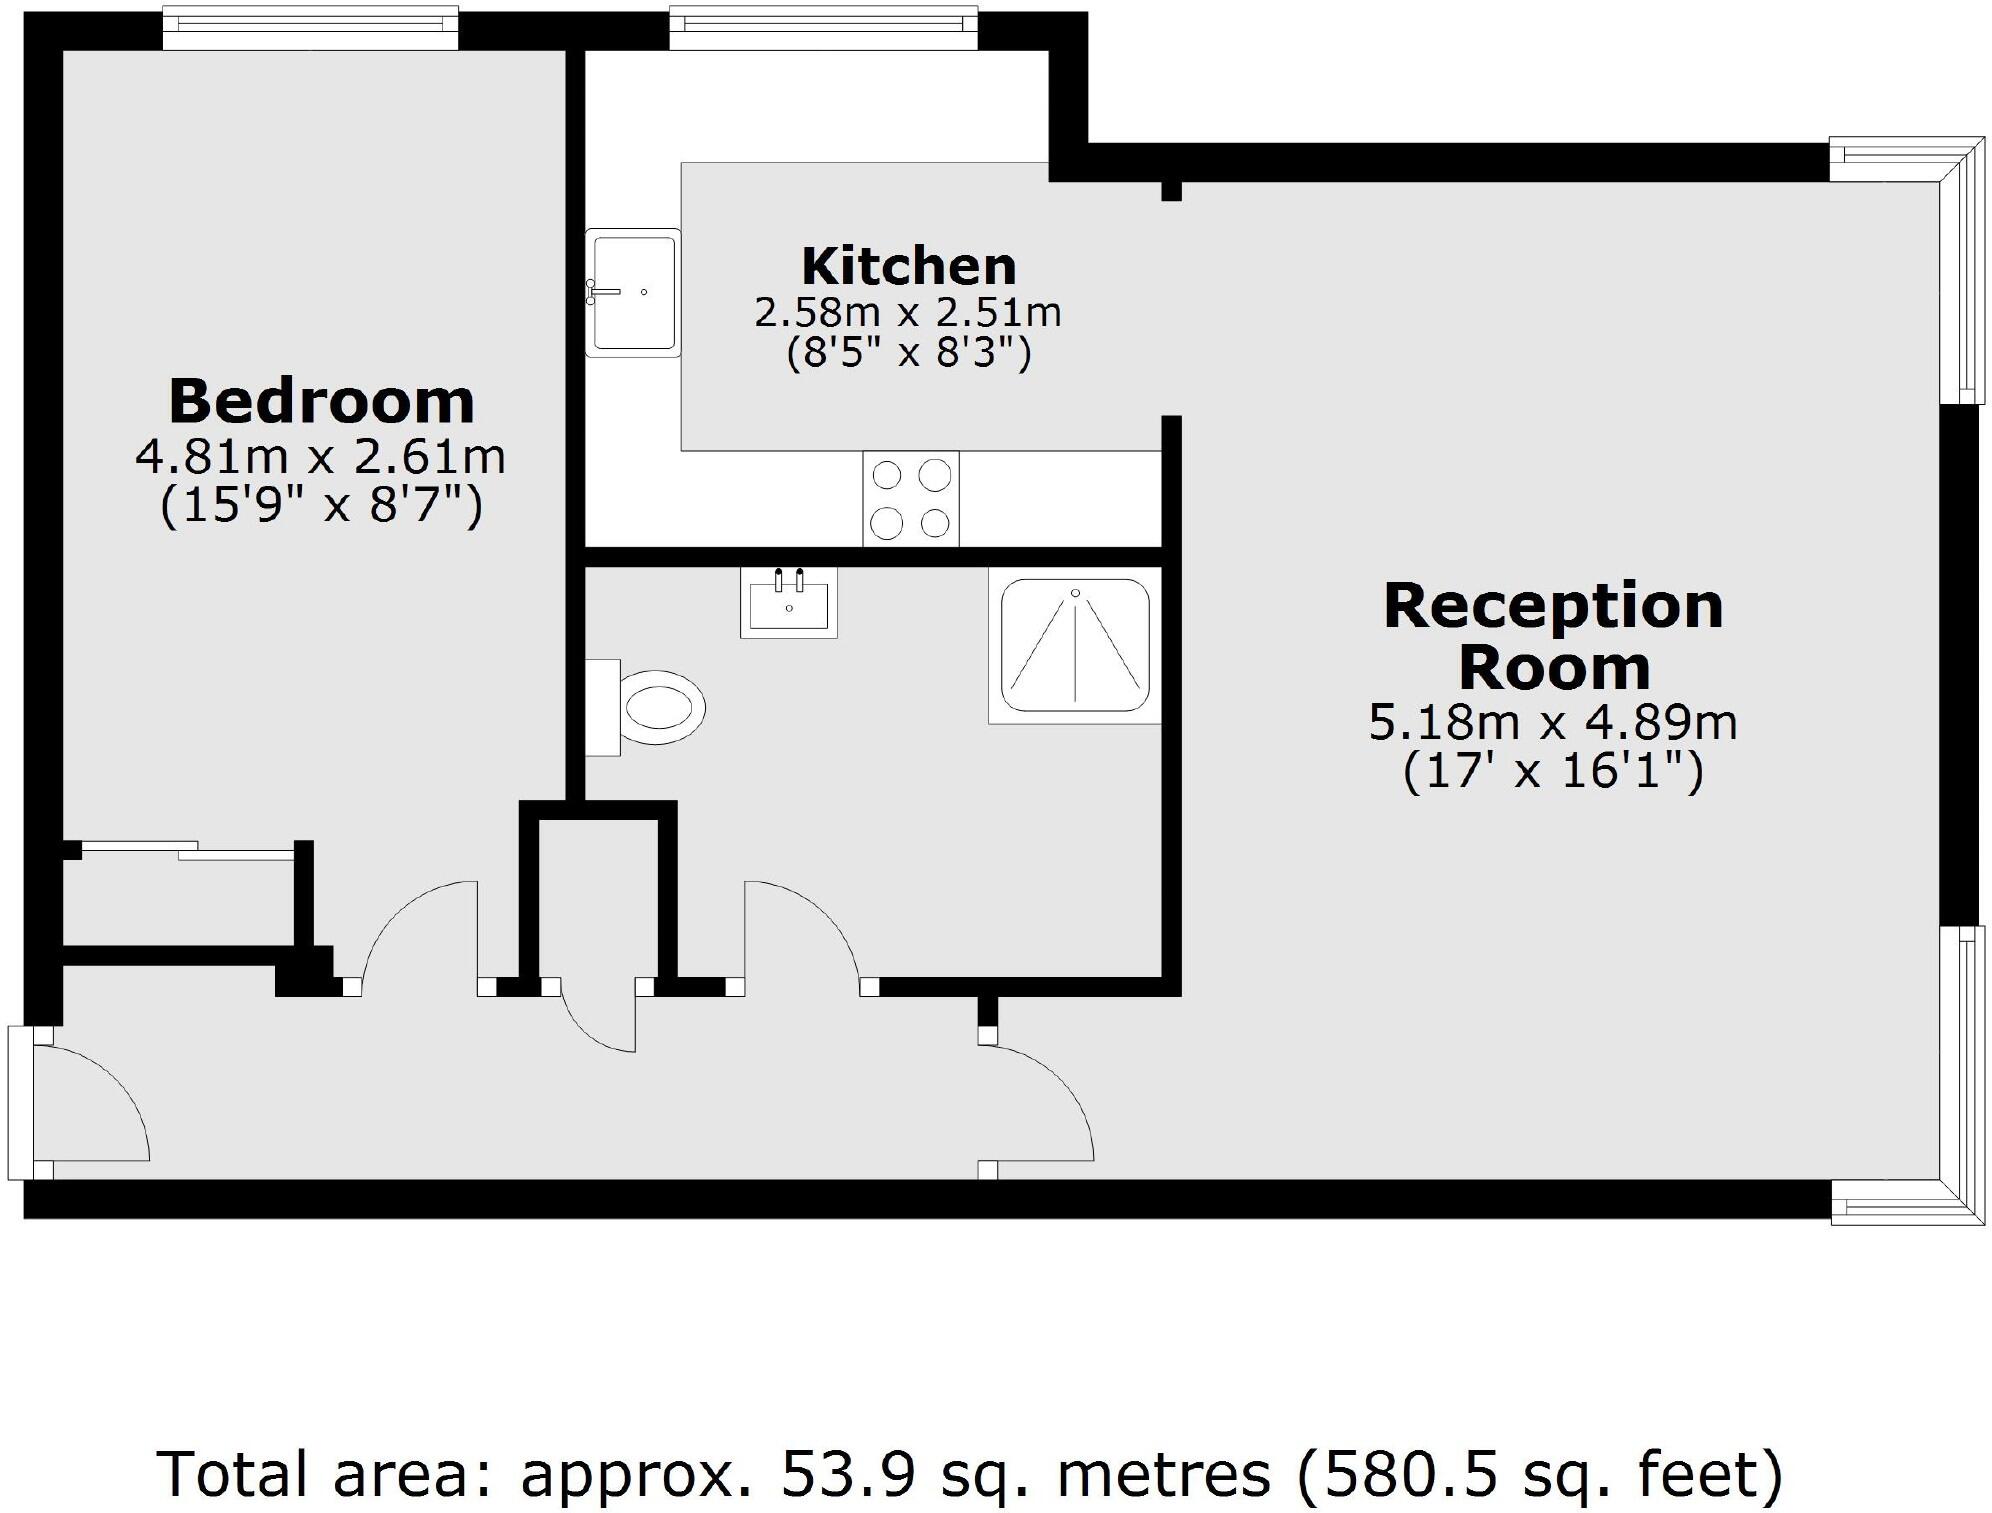 Kitchen
2.58m x 2.51m
(8'5" x 8'3")
Bedroom
4.81m x 2.61m
(15'9" x 8'7")
Reception
Room
5.18m x 4.89m
(17' x 16'1")
Total area: approx. 53.9 sq. metres (580.5 sq. feet)